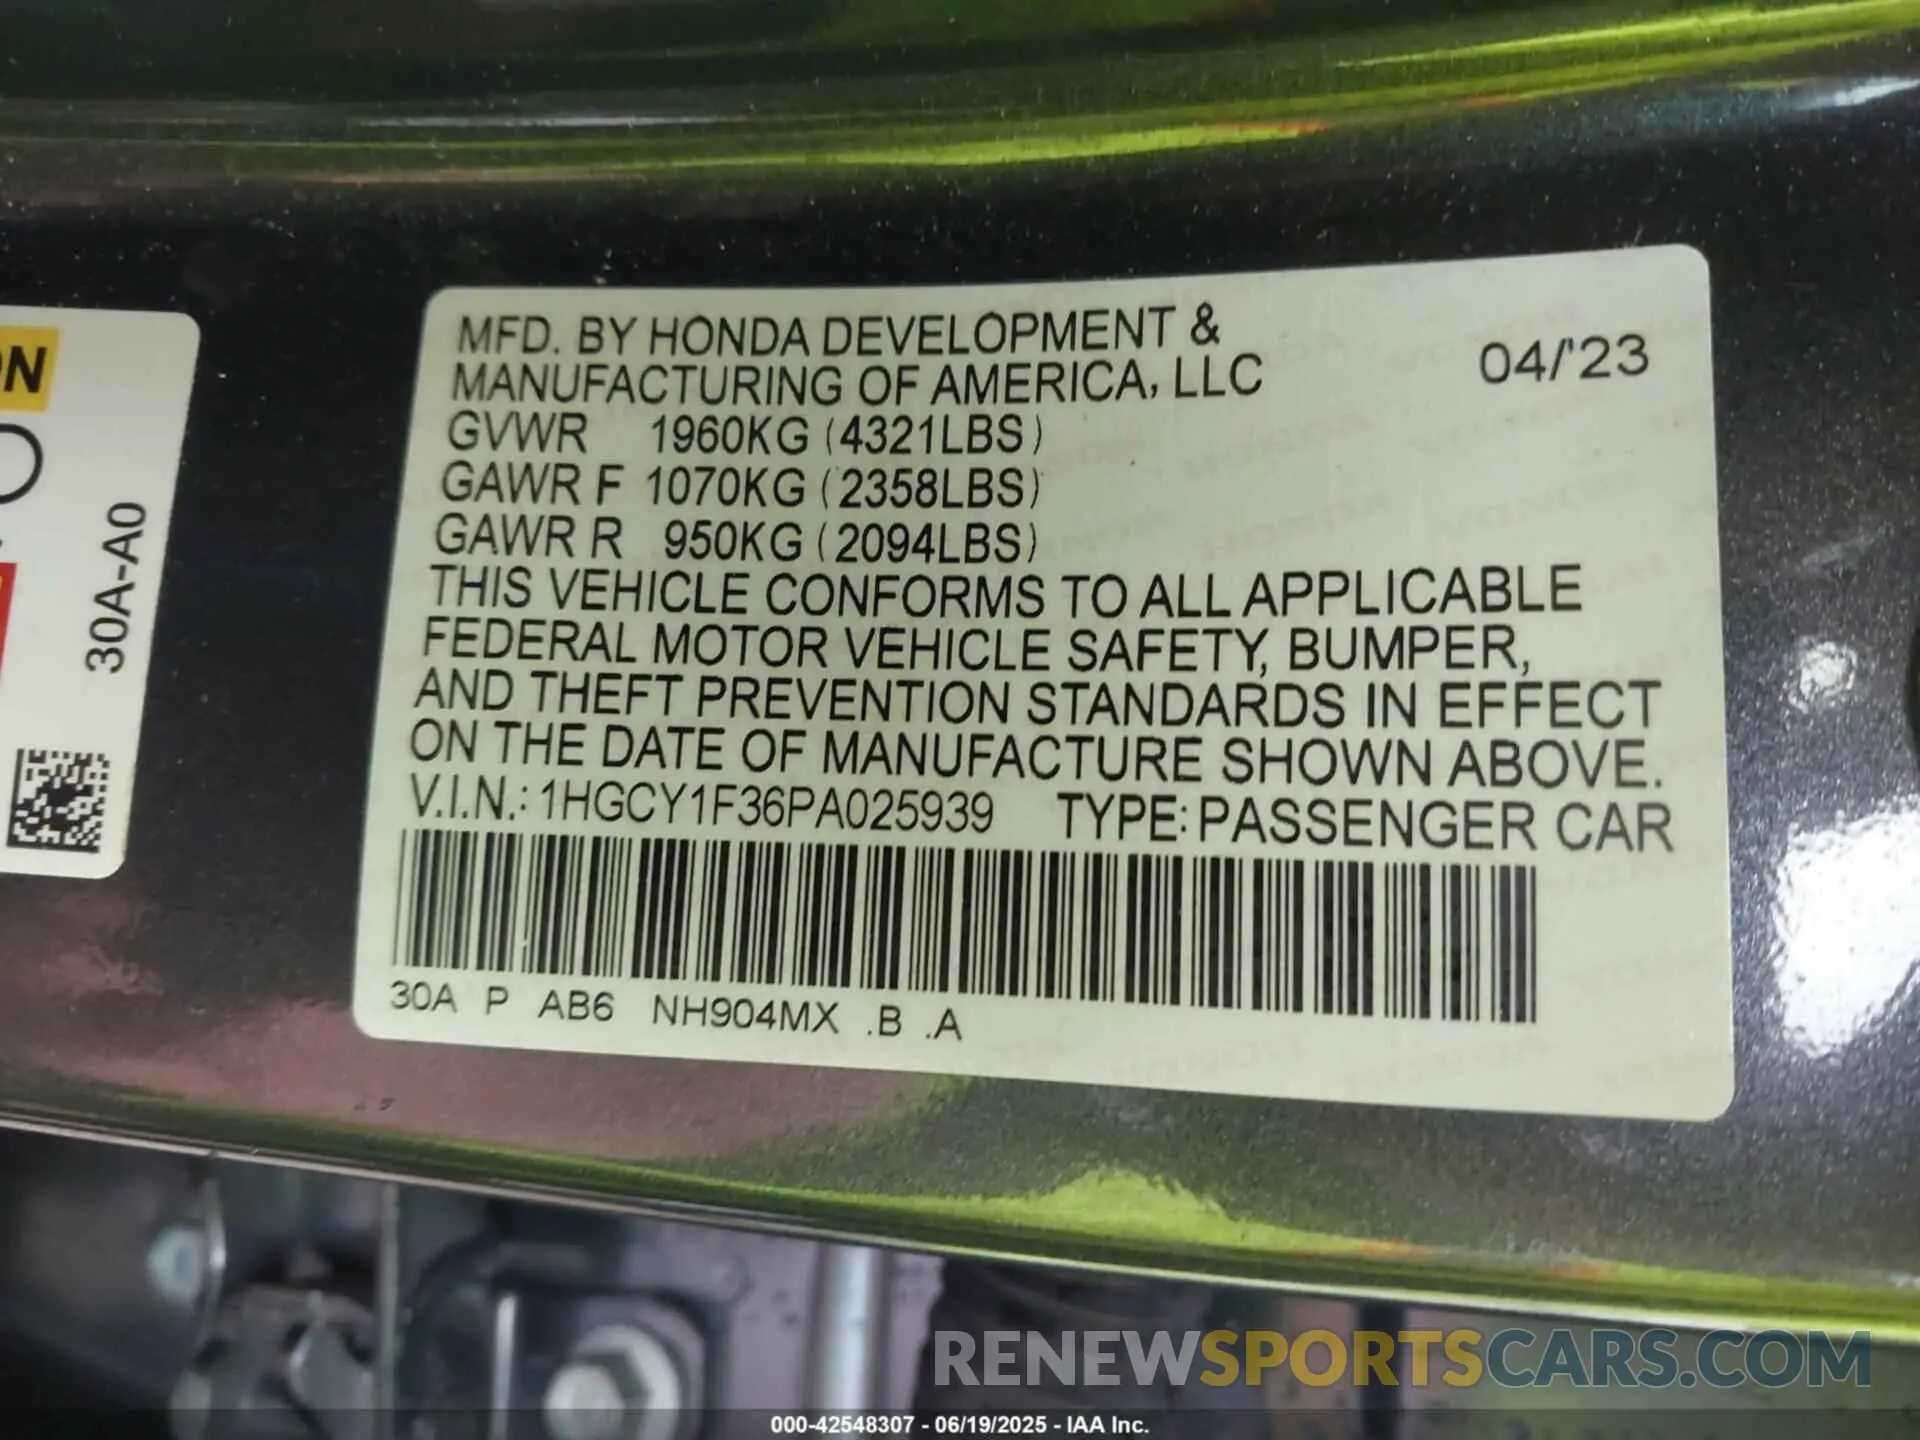 MFD. BY HONDA DEVELOPMENT &
MANUFACTURING OF AMERICA, LLC
04/'23
GVWR 1960KG (4321LBS)
GAWR F 1070KG (2358LBS)
GAWR R 950KG (2094LBS)
THIS VEHICLE CONFORMS TO ALL APPLICABLE
FEDERAL MOTOR VEHICLE SAFETY, BUMPER,
AND THEFT PREVENTION STANDARDS IN EFFECT
ON THE DATE OF MANUFACTURE SHOWN ABOVE.
V.I.N.: 1HGCY1F36PA025939 TYPE: PASSENGER CAR
30A P AB6 NH904MX .B .A
30A-A0
RENEWSPORTSCARS.COM
000-42548307 - 06/19/2025 - IAA Inc.